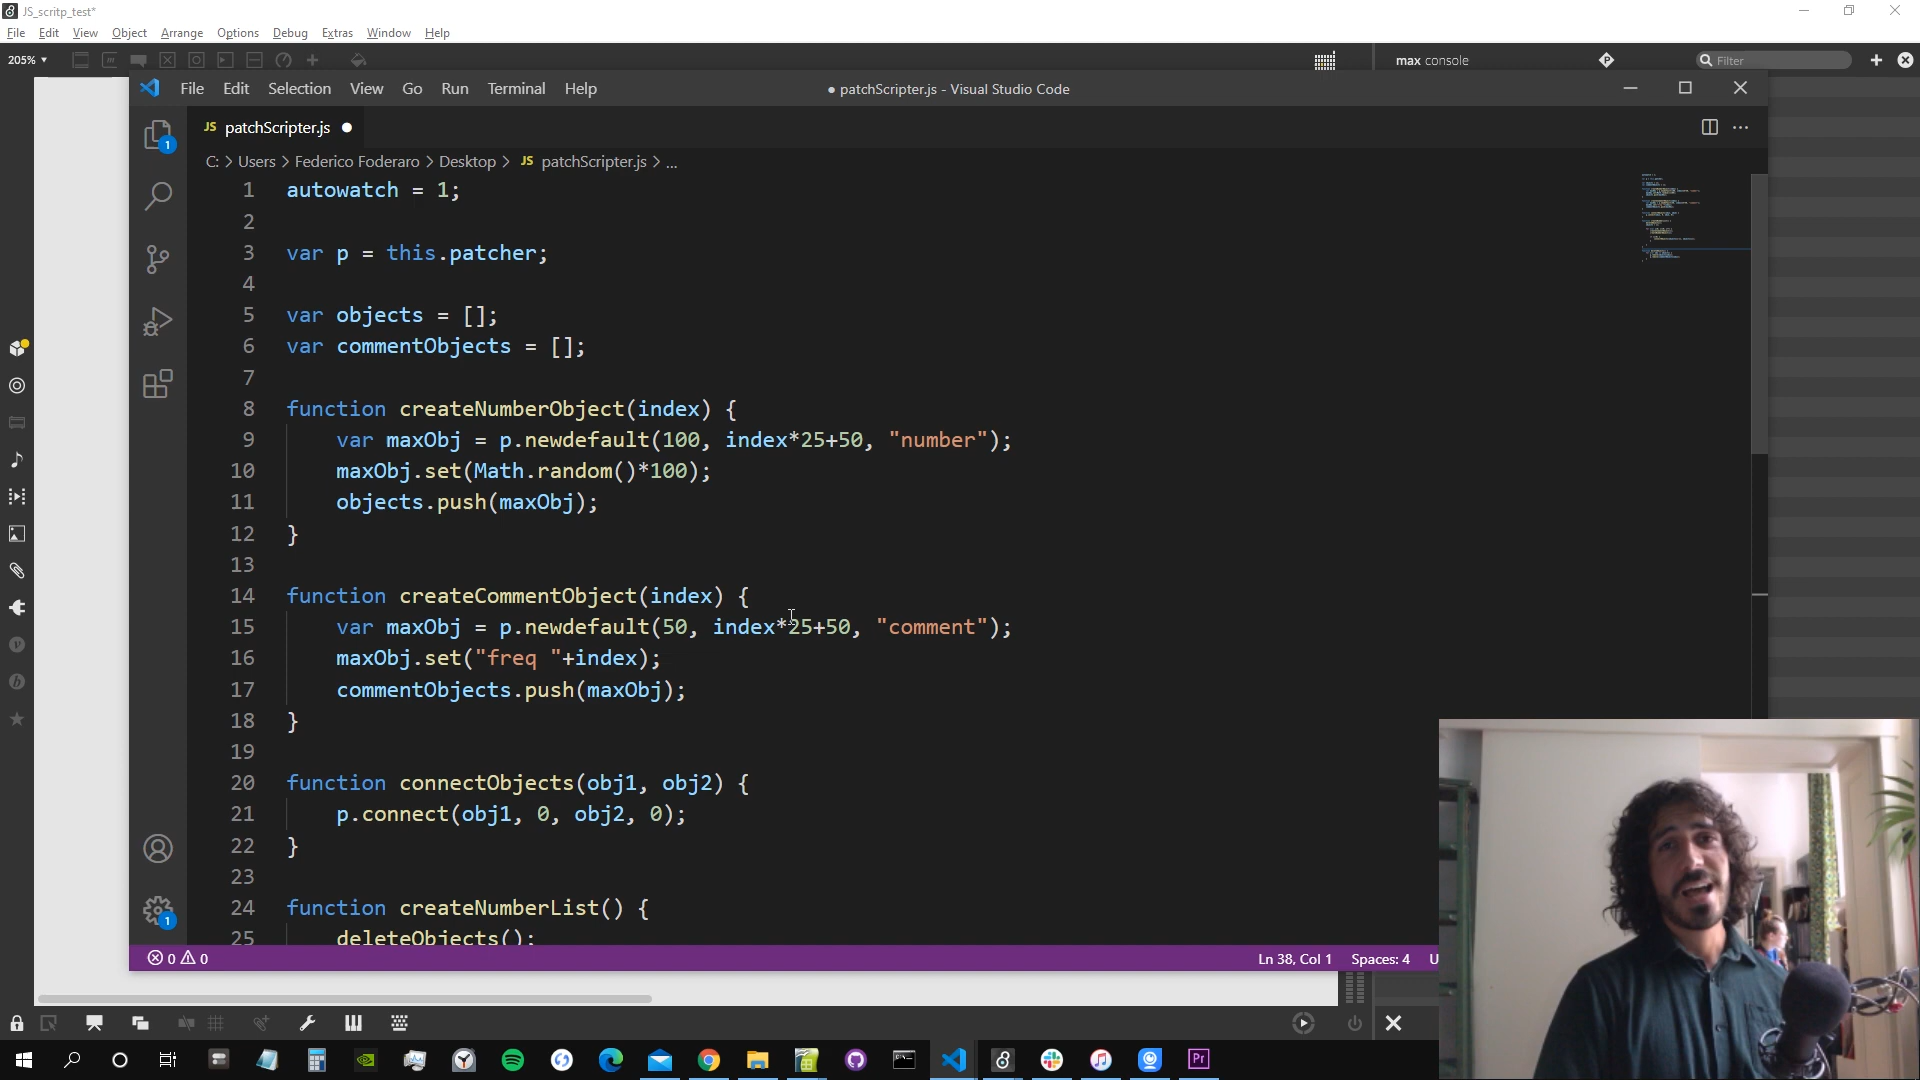 JS_scritp_test*
File Edit View Object Arrange Options Debug Extras Window Help
205% max console Filter
File Edit Selection View Go Run Terminal Help ● patchScripter.js - Visual Studio Code
JS patchScripter.js ●
C: > Users > Federico Foderaro > Desktop > JS patchScripter.js > ...
1 autowatch = 1;
2
3 var p = this.patcher;
4
5 var objects = [];
6 var commentObjects = [];
7
8 function createNumberObject(index) {
9 var maxObj = p.newdefault(100, index*25+50, "number");
10 maxObj.set(Math.random()*100);
11 objects.push(maxObj);
12 }
13
14 function createCommentObject(index) {
15 var maxObj = p.newdefault(50, index*25+50, "comment");
16 maxObj.set("freq "+index);
17 commentObjects.push(maxObj);
18 }
19
20 function connectObjects(obj1, obj2) {
21 p.connect(obj1, 0, obj2, 0);
22 }
23
24 function createNumberList() {
25 deleteObjects();
0 0 Ln 38, Col 1 Spaces: 4 U
Pr